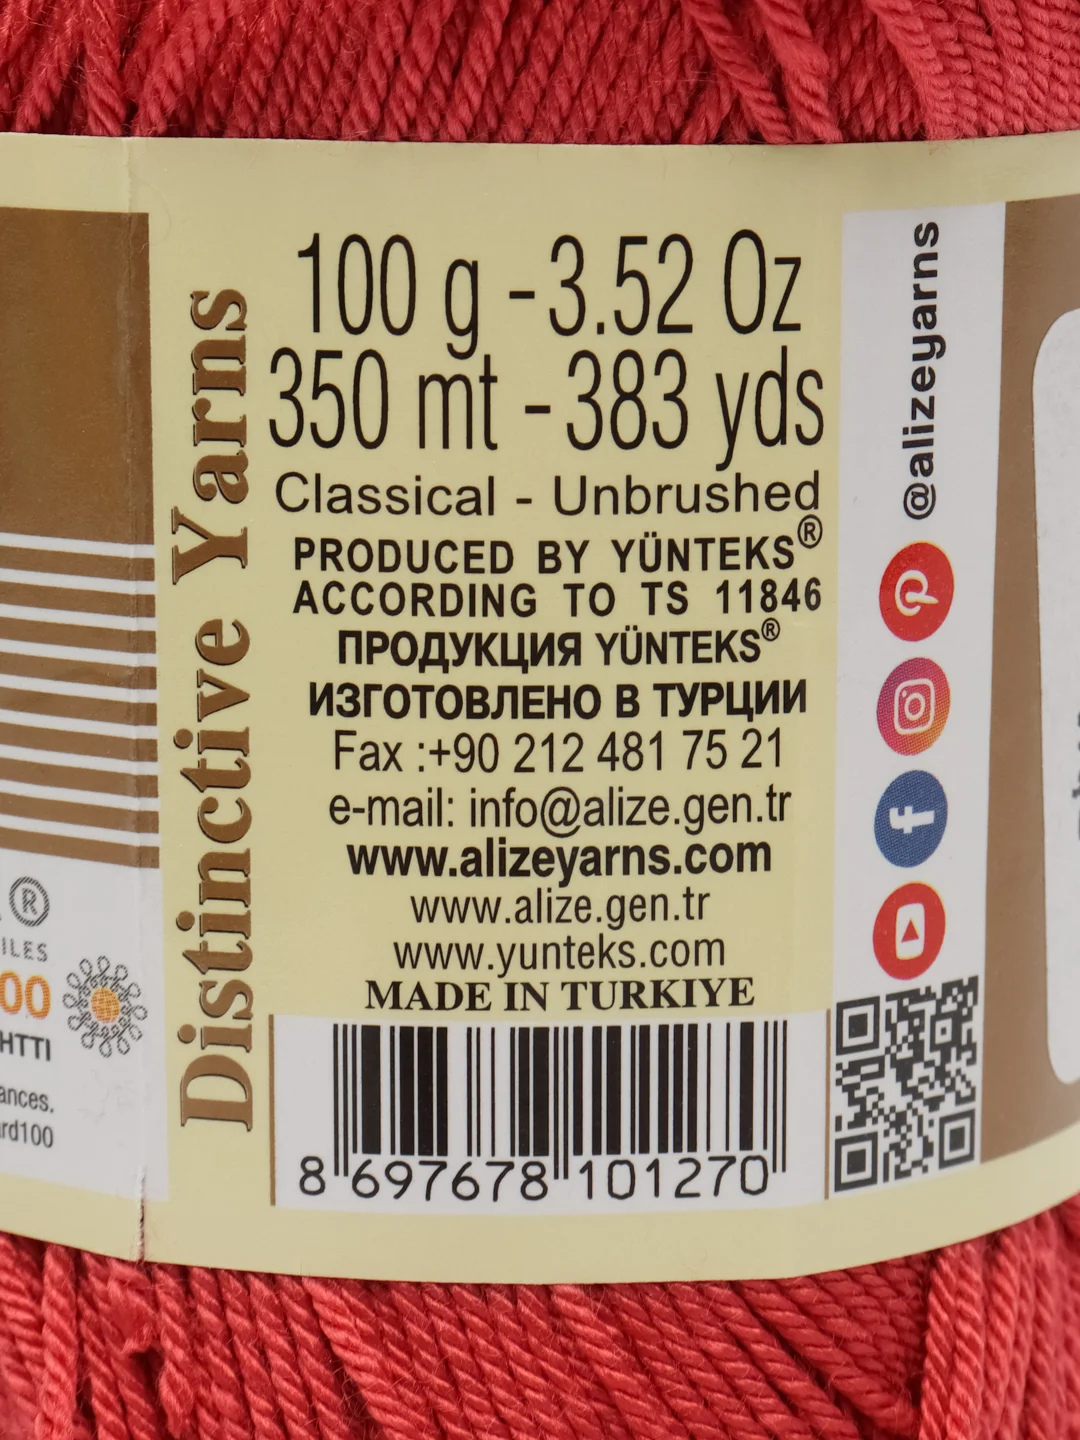 100 g - 3.52 Oz
350 mt - 383 yds
Classical - Unbrushed
PRODUCED BY YÜNTEKS®
ACCORDING TO TS 11846
ПРОДУКЦИЯ YÜNTEKS®
ИЗГОТОВЛЕНО В ТУРЦИИ
Fax :+90 212 481 75 21
e-mail: info@alize.gen.tr
www.alizeyarns.com
www.alize.gen.tr
www.yunteks.com
MADE IN TURKIYE
8 697678 101270
Distinctive Yarns
@alizeyarns
®